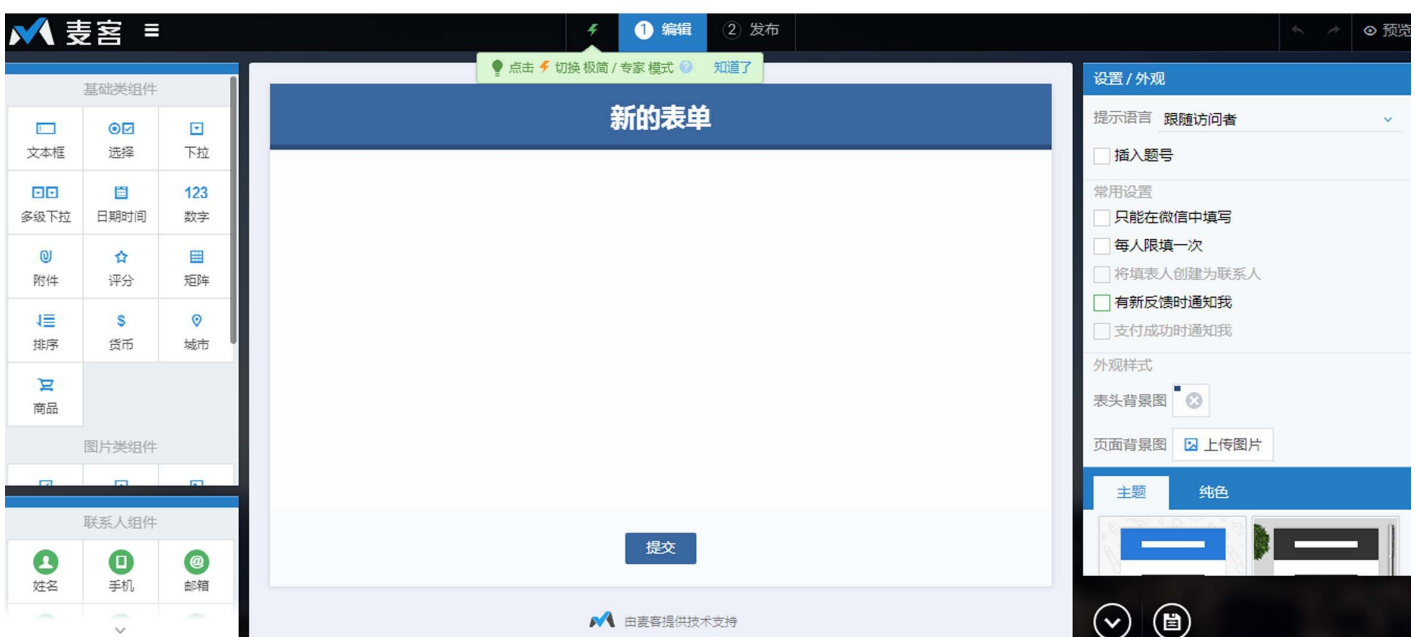 麦客
1 编辑
2 发布
预览
点击 切换 极简 / 专家 模式 ? 知道了
基础类组件
文本框 选择 下拉
123
多级下拉 日期时间 数字
附件 评分 矩阵
$
排序 货币 城市
商品
图片类组件
联系人组件
@
姓名 手机 邮箱
新的表单
提交
由麦客提供技术支持
设置 / 外观
提示语言 跟随访问者
插入题号
常用设置
只能在微信中填写
每人限填一次
将填表人创建为联系人
有新反馈时通知我
支付成功时通知我
外观样式
表头背景图
页面背景图 上传图片
主题 纯色